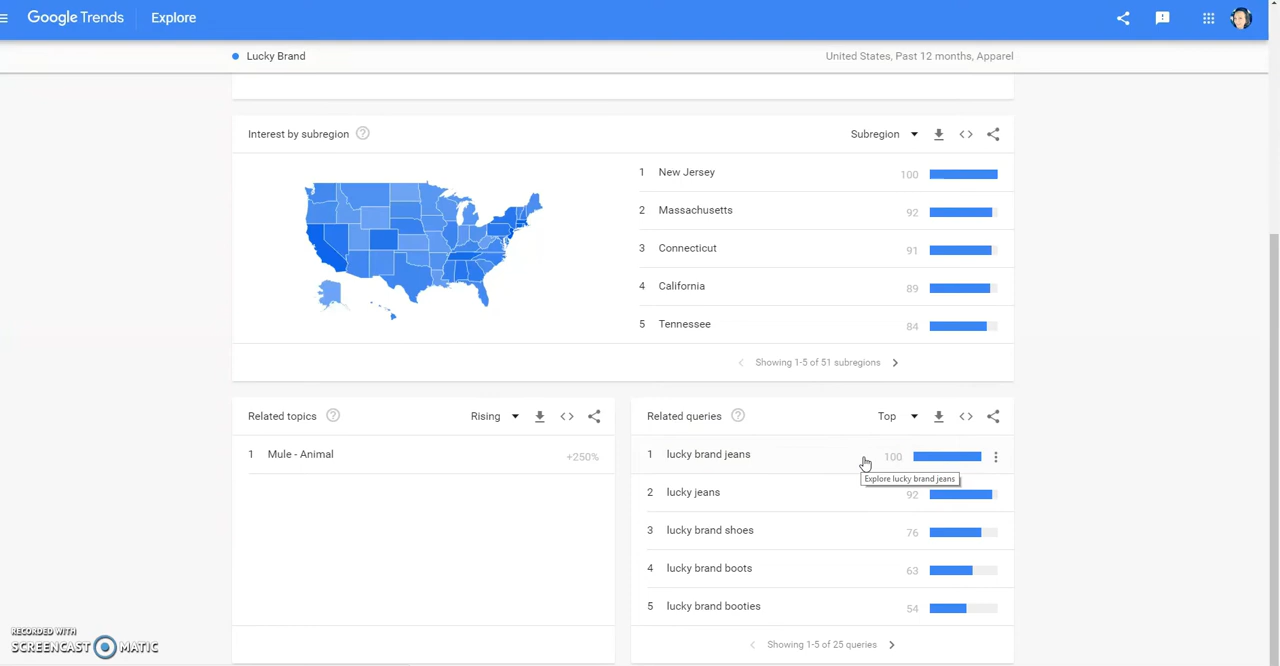 Google Trends Explore
Lucky Brand United States, Past 12 months, Apparel
Interest by subregion ? Subregion
1 New Jersey 100
2 Massachusetts 92
3 Connecticut 91
4 California 89
5 Tennessee 84
Showing 1-5 of 51 subregions
Related topics ? Rising
1 Mule - Animal +250%
Related queries ? Top
1 lucky brand jeans 100
Explore lucky brand jeans
2 lucky jeans 92
3 lucky brand shoes 76
4 lucky brand boots 63
5 lucky brand booties 54
Showing 1-5 of 25 queries
RECORDED WITH
SCREENCAST MATIC